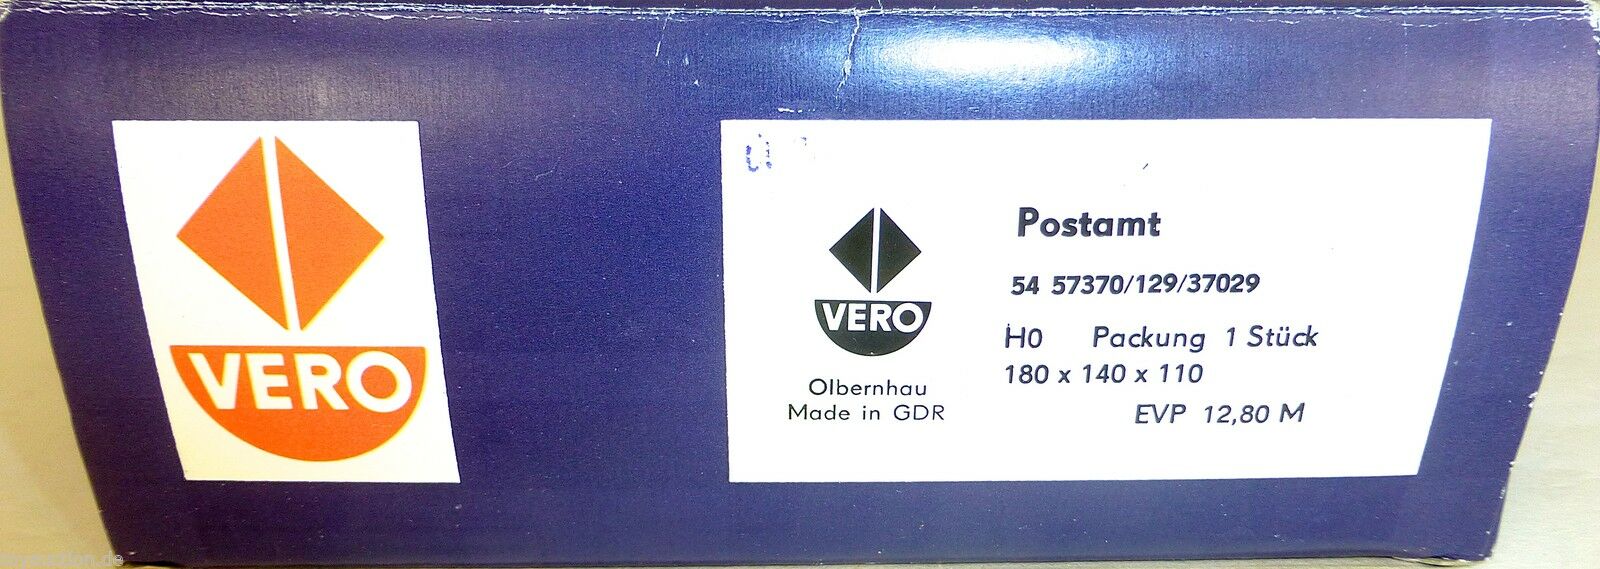 VERO
VERO
Olbernhau
Made in GDR
Postamt
54 57370/129/37029
H0 Packung 1 Stück
180 x 140 x 110
EVP 12,80 M